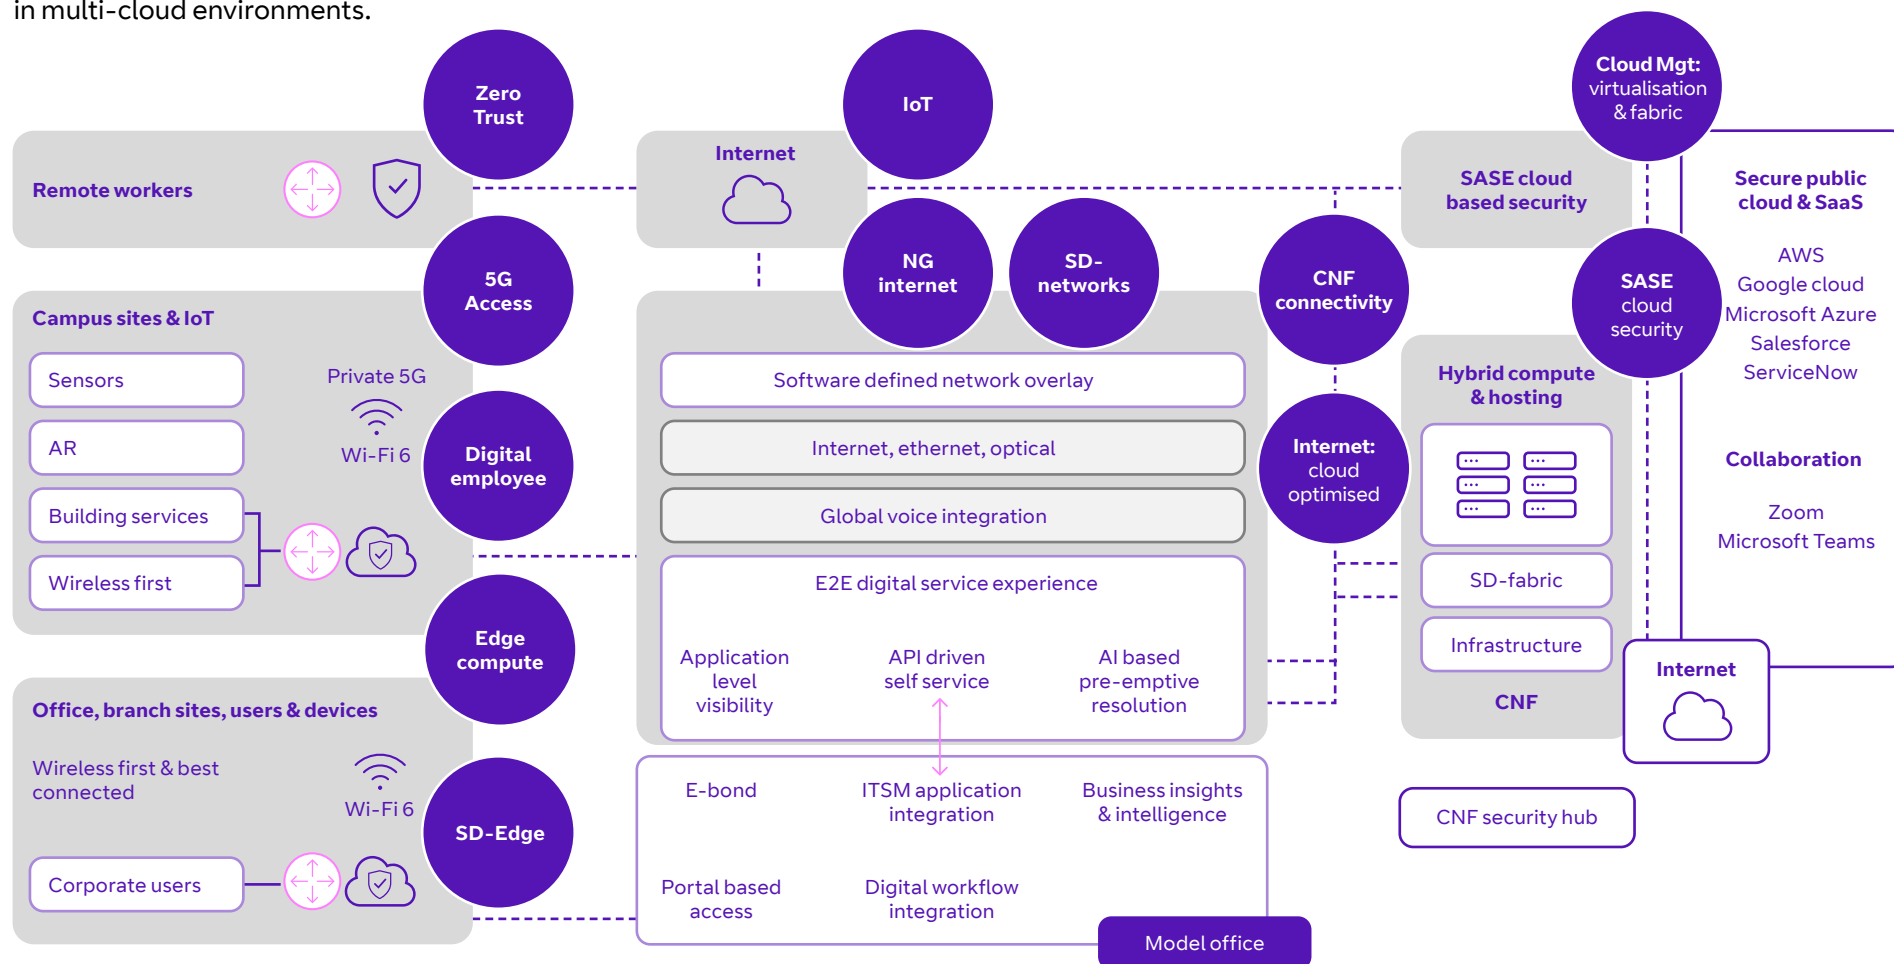 in multi-cloud environments.
Zero
Trust
IoT
Cloud Mgt:
virtualisation
& fabric
Remote workers
Internet
SASE cloud
based security
Secure public
cloud & SaaS
AWS
Google cloud
Microsoft Azure
Salesforce
ServiceNow
Collaboration
Zoom
Microsoft Teams
5G
Access
NG
internet
SD-
networks
CNF
connectivity
SASE
cloud
security
Campus sites & IoT
Sensors
AR
Building services
Wireless first
Private 5G
Wi-Fi 6
Digital
employee
Software defined network overlay
Internet, ethernet, optical
Global voice integration
E2E digital service experience
Application
level
visibility
API driven
self service
AI based
pre-emptive
resolution
Internet:
cloud
optimised
Hybrid compute
& hosting
SD-fabric
Infrastructure
CNF
Internet
Edge
compute
Office, branch sites, users & devices
Wireless first & best
connected
Wi-Fi 6
Corporate users
SD-Edge
E-bond
ITSM application
integration
Business insights
& intelligence
Portal based
access
Digital workflow
integration
Model office
CNF security hub